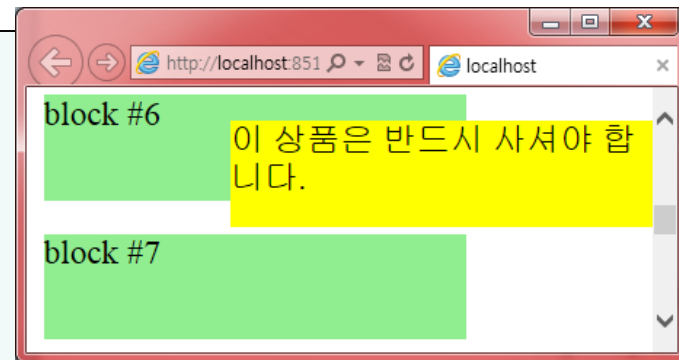 http://localhost:851
localhost
block #6
이 상품은 반드시 사셔야 합
니다.
block #7